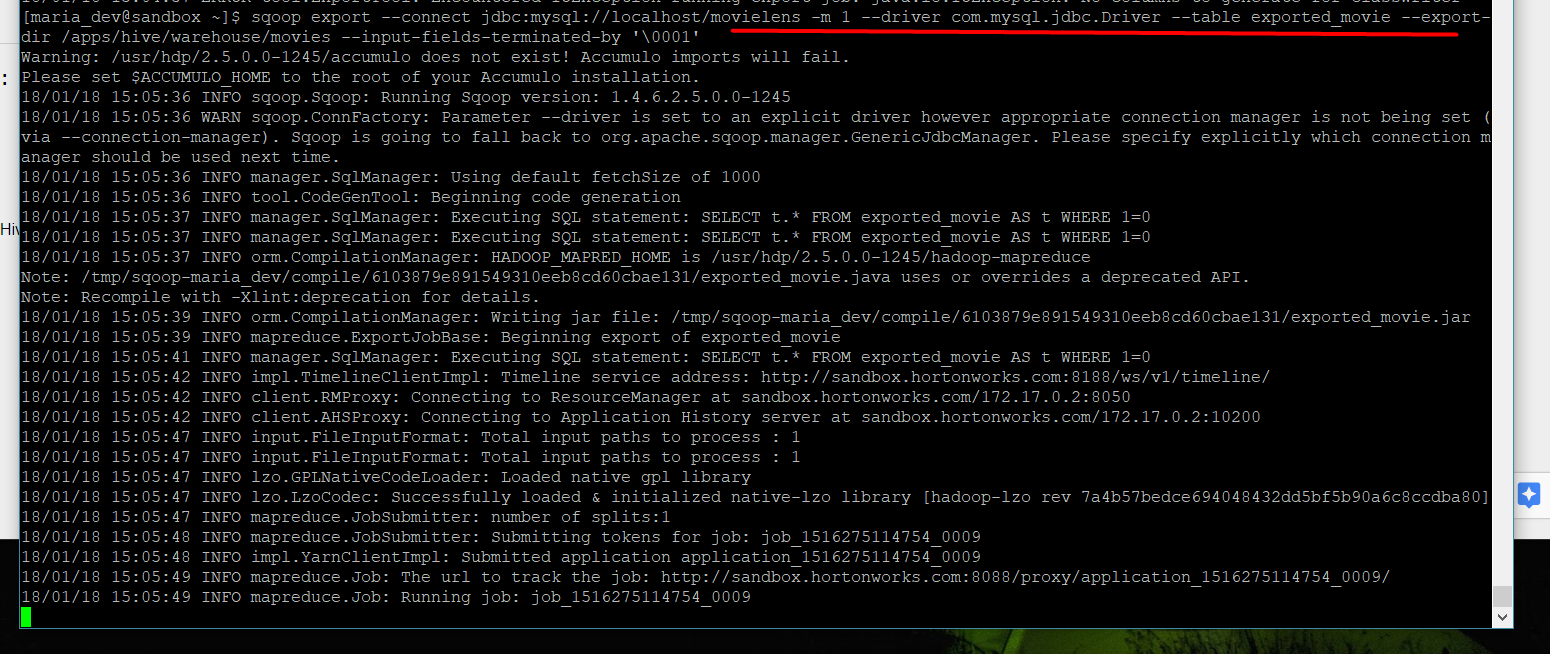 [maria_dev@sandbox ~]$ sqoop export --connect jdbc:mysql://localhost/movielens -m 1 --driver com.mysql.jdbc.Driver --table exported_movie --export-
dir /apps/hive/warehouse/movies --input-fields-terminated-by '\0001'
Warning: /usr/hdp/2.5.0.0-1245/accumulo does not exist! Accumulo imports will fail.
Please set $ACCUMULO_HOME to the root of your Accumulo installation.
18/01/18 15:05:36 INFO sqoop.Sqoop: Running Sqoop version: 1.4.6.2.5.0.0-1245
18/01/18 15:05:36 WARN sqoop.ConnFactory: Parameter --driver is set to an explicit driver however appropriate connection manager is not being set (
via --connection-manager). Sqoop is going to fall back to org.apache.sqoop.manager.GenericJdbcManager. Please specify explicitly which connection m
anager should be used next time.
18/01/18 15:05:36 INFO manager.SqlManager: Using default fetchSize of 1000
18/01/18 15:05:36 INFO tool.CodeGenTool: Beginning code generation
18/01/18 15:05:37 INFO manager.SqlManager: Executing SQL statement: SELECT t.* FROM exported_movie AS t WHERE 1=0
Hiv
18/01/18 15:05:37 INFO manager.SqlManager: Executing SQL statement: SELECT t.* FROM exported_movie AS t WHERE 1=0
18/01/18 15:05:37 INFO orm.CompilationManager: HADOOP_MAPRED_HOME is /usr/hdp/2.5.0.0-1245/hadoop-mapreduce
Note: /tmp/sqoop-maria_dev/compile/6103879e891549310eeb8cd60cbae131/exported_movie.java uses or overrides a deprecated API.
Note: Recompile with -Xlint:deprecation for details.
18/01/18 15:05:39 INFO orm.CompilationManager: Writing jar file: /tmp/sqoop-maria_dev/compile/6103879e891549310eeb8cd60cbae131/exported_movie.jar
18/01/18 15:05:39 INFO mapreduce.ExportJobBase: Beginning export of exported_movie
18/01/18 15:05:41 INFO manager.SqlManager: Executing SQL statement: SELECT t.* FROM exported_movie AS t WHERE 1=0
18/01/18 15:05:42 INFO impl.TimelineClientImpl: Timeline service address: http://sandbox.hortonworks.com:8188/ws/v1/timeline/
18/01/18 15:05:42 INFO client.RMProxy: Connecting to ResourceManager at sandbox.hortonworks.com/172.17.0.2:8050
18/01/18 15:05:42 INFO client.AHSProxy: Connecting to Application History server at sandbox.hortonworks.com/172.17.0.2:10200
18/01/18 15:05:47 INFO input.FileInputFormat: Total input paths to process : 1
18/01/18 15:05:47 INFO input.FileInputFormat: Total input paths to process : 1
18/01/18 15:05:47 INFO lzo.GPLNativeCodeLoader: Loaded native gpl library
18/01/18 15:05:47 INFO lzo.LzoCodec: Successfully loaded & initialized native-lzo library [hadoop-lzo rev 7a4b57bedce694048432dd5bf5b90a6c8ccdba80]
18/01/18 15:05:47 INFO mapreduce.JobSubmitter: number of splits:1
18/01/18 15:05:48 INFO mapreduce.JobSubmitter: Submitting tokens for job: job_1516275114754_0009
18/01/18 15:05:48 INFO impl.YarnClientImpl: Submitted application application_1516275114754_0009
18/01/18 15:05:49 INFO mapreduce.Job: The url to track the job: http://sandbox.hortonworks.com:8088/proxy/application_1516275114754_0009/
18/01/18 15:05:49 INFO mapreduce.Job: Running job: job_1516275114754_0009